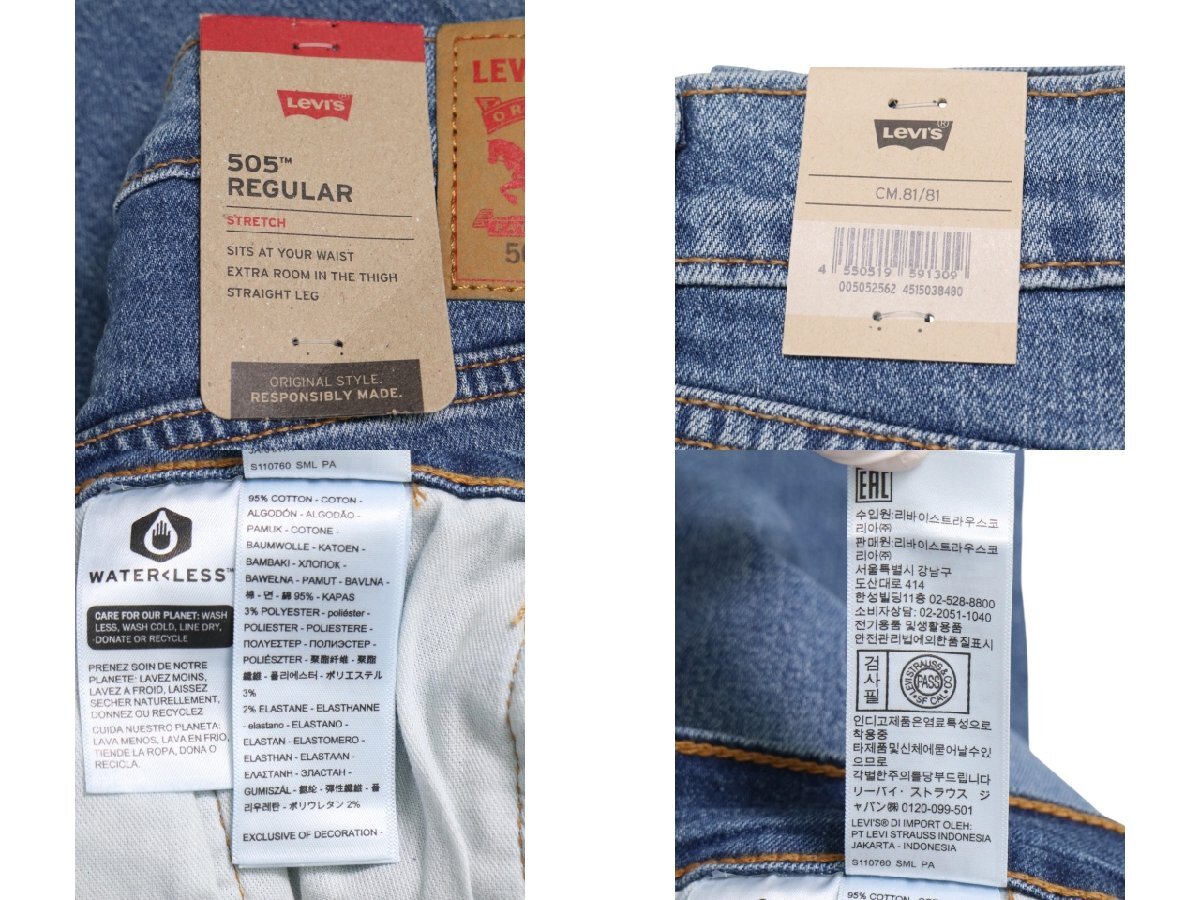 Levi's
505™
REGULAR
STRETCH
SITS AT YOUR WAIST
EXTRA ROOM IN THE THIGH
STRAIGHT LEG
ORIGINAL STYLE.
RESPONSIBLY MADE.
LEV
OR
50
Levi's
CM.81/81
4 550519 591309
005052562 4515038480
S110760 SML PA
WATER<LESS™
CARE FOR OUR PLANET: WASH
LESS, WASH COLD, LINE DRY,
DONATE OR RECYCLE
PRENEZ SOIN DE NOTRE
PLANETE: LAVEZ MOINS,
LAVEZ A FROID, LAISSEZ
SECHER NATURELLEMENT,
DONNEZ OU RECYCLEZ
CUIDA NUESTRO PLANETA:
LAVA MENOS, LAVA EN FRIO,
TIENDE LA ROPA, DONA O
RECICLA.
95% COTTON - COTON -
ALGODÓN - ALGODÃO -
PAMUK - COTONE -
BAUMWOLLE - KATOEN -
BAMBAKI - ХЛОПОК -
BAWEŁNA - PAMUT - BAVLNA -
棉 - 면 - 綿 95% - KAPAS
3% POLYESTER - poliéster -
POLIESTER - POLIESTERE -
ΠΟΛΥΕΣΤΕΡ - ПОЛИЭСТЕР -
POLIÉSZTER - 聚酯纤维 - 聚酯
纖維 - 폴리에스터 - ポリエステル
3%
2% ELASTANE - ELASTHANNE
- elastano - ELASTANO -
ELASTAN - ELASTOMERO -
ELASTHAN - ELASTAAN -
ΕΛΑΣΤΑΝΗ - ЭЛАСТАН -
GUMISZÁL - 氨纶 - 彈性纖維 - 폴
리우레탄 - ポリウレタン 2%
EXCLUSIVE OF DECORATION -
EAC
수입원:리바이스트라우스코
리아㈜
판매원:리바이스트라우스코
리아㈜
서울특별시 강남구
도산대로 414
한성빌딩11층 02-528-8800
소비자상담: 02-2051-1040
전기용품 및생활용품
안전관리법에의한품질표시
검
사
필
LEVI STRAUSS & CO
PASS
SF CAL
인디고제품은염료특성으로
착용중
타제품및신체에묻어날수있
으므로
각별한주의를당부드립니다
リーバイ・ストラウス ジ
ャパン㈱ 0120-099-501
LEVI'S® DI IMPORT OLEH:
PT LEVI STRAUSS INDONESIA
JAKARTA - INDONESIA
S110760 SML PA